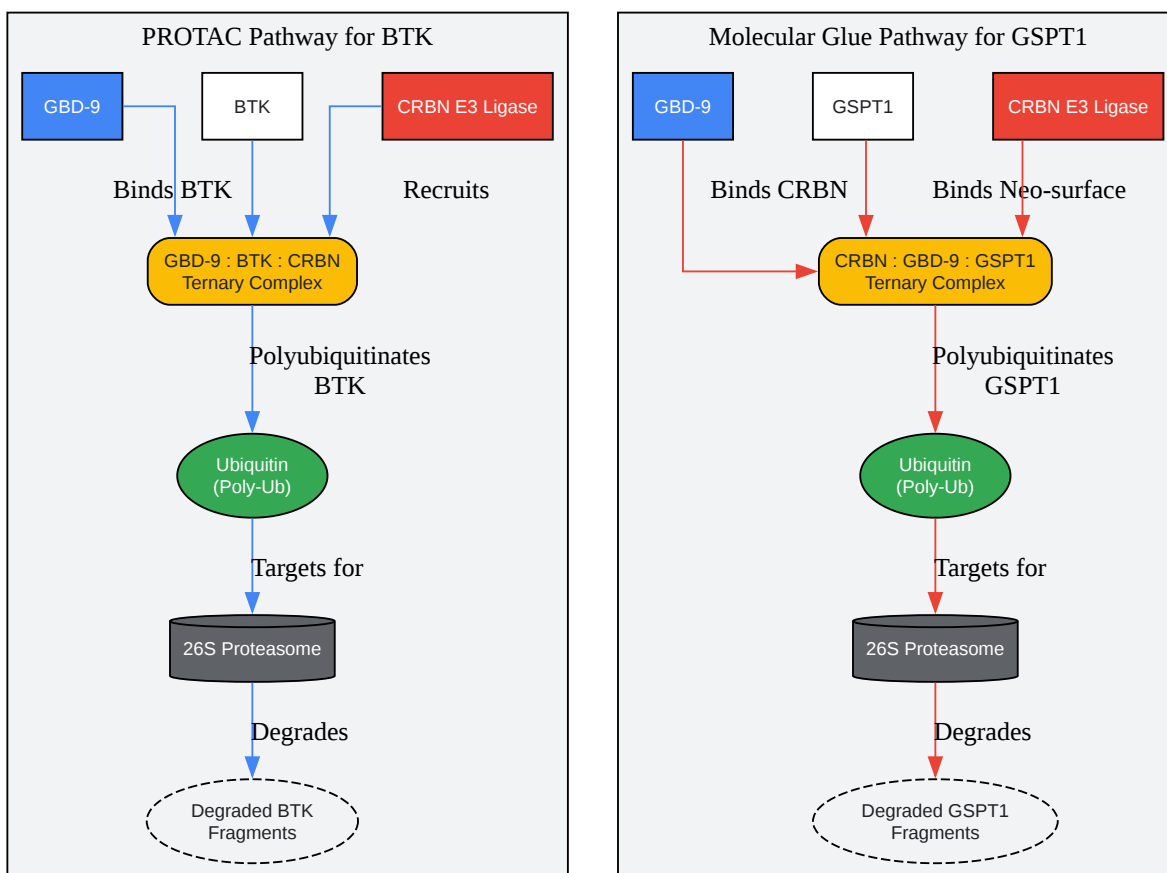 PROTAC Pathway for BTK
GBD-9
BTK
CRBN E3 Ligase
Binds BTK
Recruits
GBD-9 : BTK : CRBN
Ternary Complex
Polyubiquitinates
BTK
Ubiquitin
(Poly-Ub)
Targets for
26S Proteasome
Degrades
Degraded BTK
Fragments
Molecular Glue Pathway for GSPT1
GBD-9
GSPT1
CRBN E3 Ligase
Binds CRBN
Binds Neo-surface
CRBN : GBD-9 : GSPT1
Ternary Complex
Polyubiquitinates
GSPT1
Ubiquitin
(Poly-Ub)
Targets for
26S Proteasome
Degrades
Degraded GSPT1
Fragments